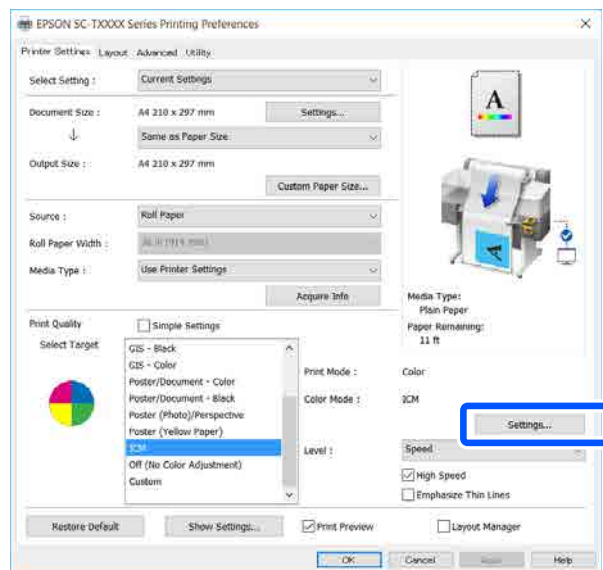 EPSON SC-TXXXX Series Printing Preferences
Printer Settings Layout Advanced Utility
Select Setting : Current Settings
Document Size : A4 210 x 297 mm Settings...
Same as Paper Size
Output Size : A4 210 x 297 mm
Custom Paper Size...
Source : Roll Paper
Roll Paper Width :
Media Type : Use Printer Settings
Acquire Info
Media Type:
Plain Paper
Paper Remaining:
11 ft
Print Quality Simple Settings
Select Target
GIS - Black
GIS - Color
Poster/Document - Color
Poster/Document - Black
Poster (Photo)/Perspective
Poster (Yellow Paper)
ICM
Off (No Color Adjustment)
Custom
Print Mode : Color
Color Mode : ICM
Settings...
Level : Speed
High Speed
Emphasize Thin Lines
Restore Default Show Settings... Print Preview Layout Manager
OK Cancel Help
A
A